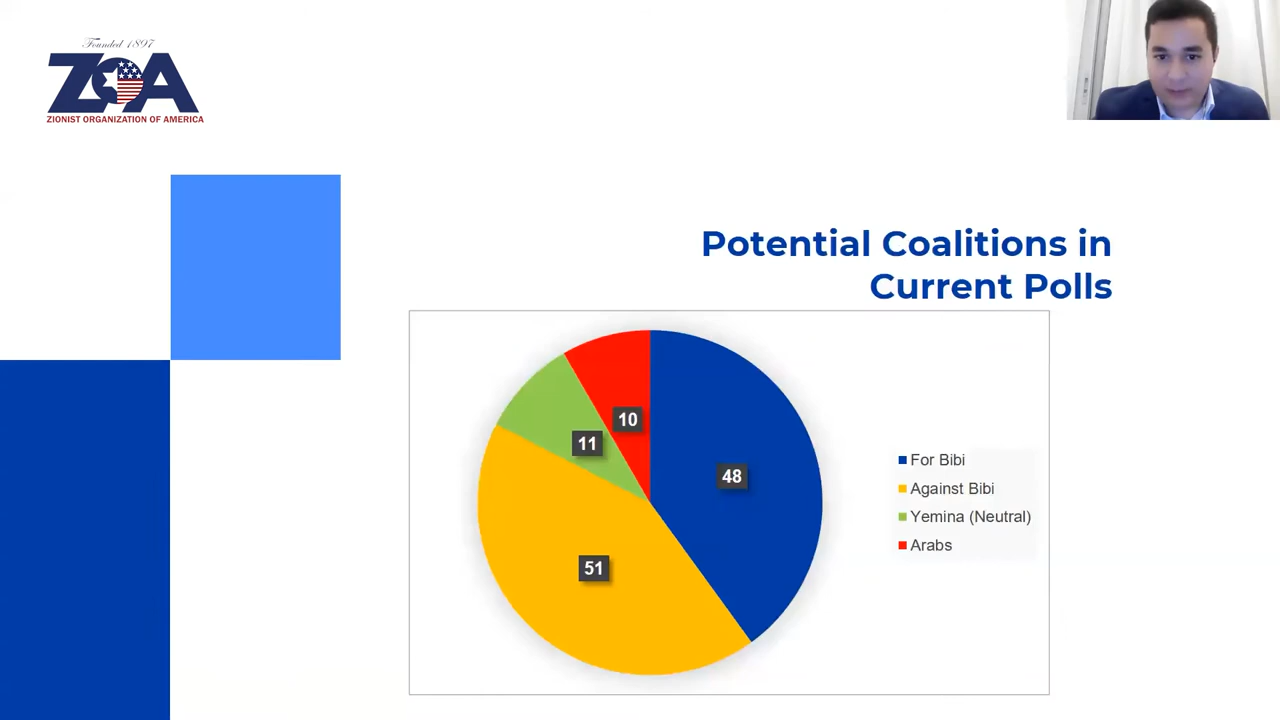 Founded 1897
ZOA
ZIONIST ORGANIZATION OF AMERICA
Potential Coalitions in
Current Polls
10
11
48
51
For Bibi
Against Bibi
Yemina (Neutral)
Arabs